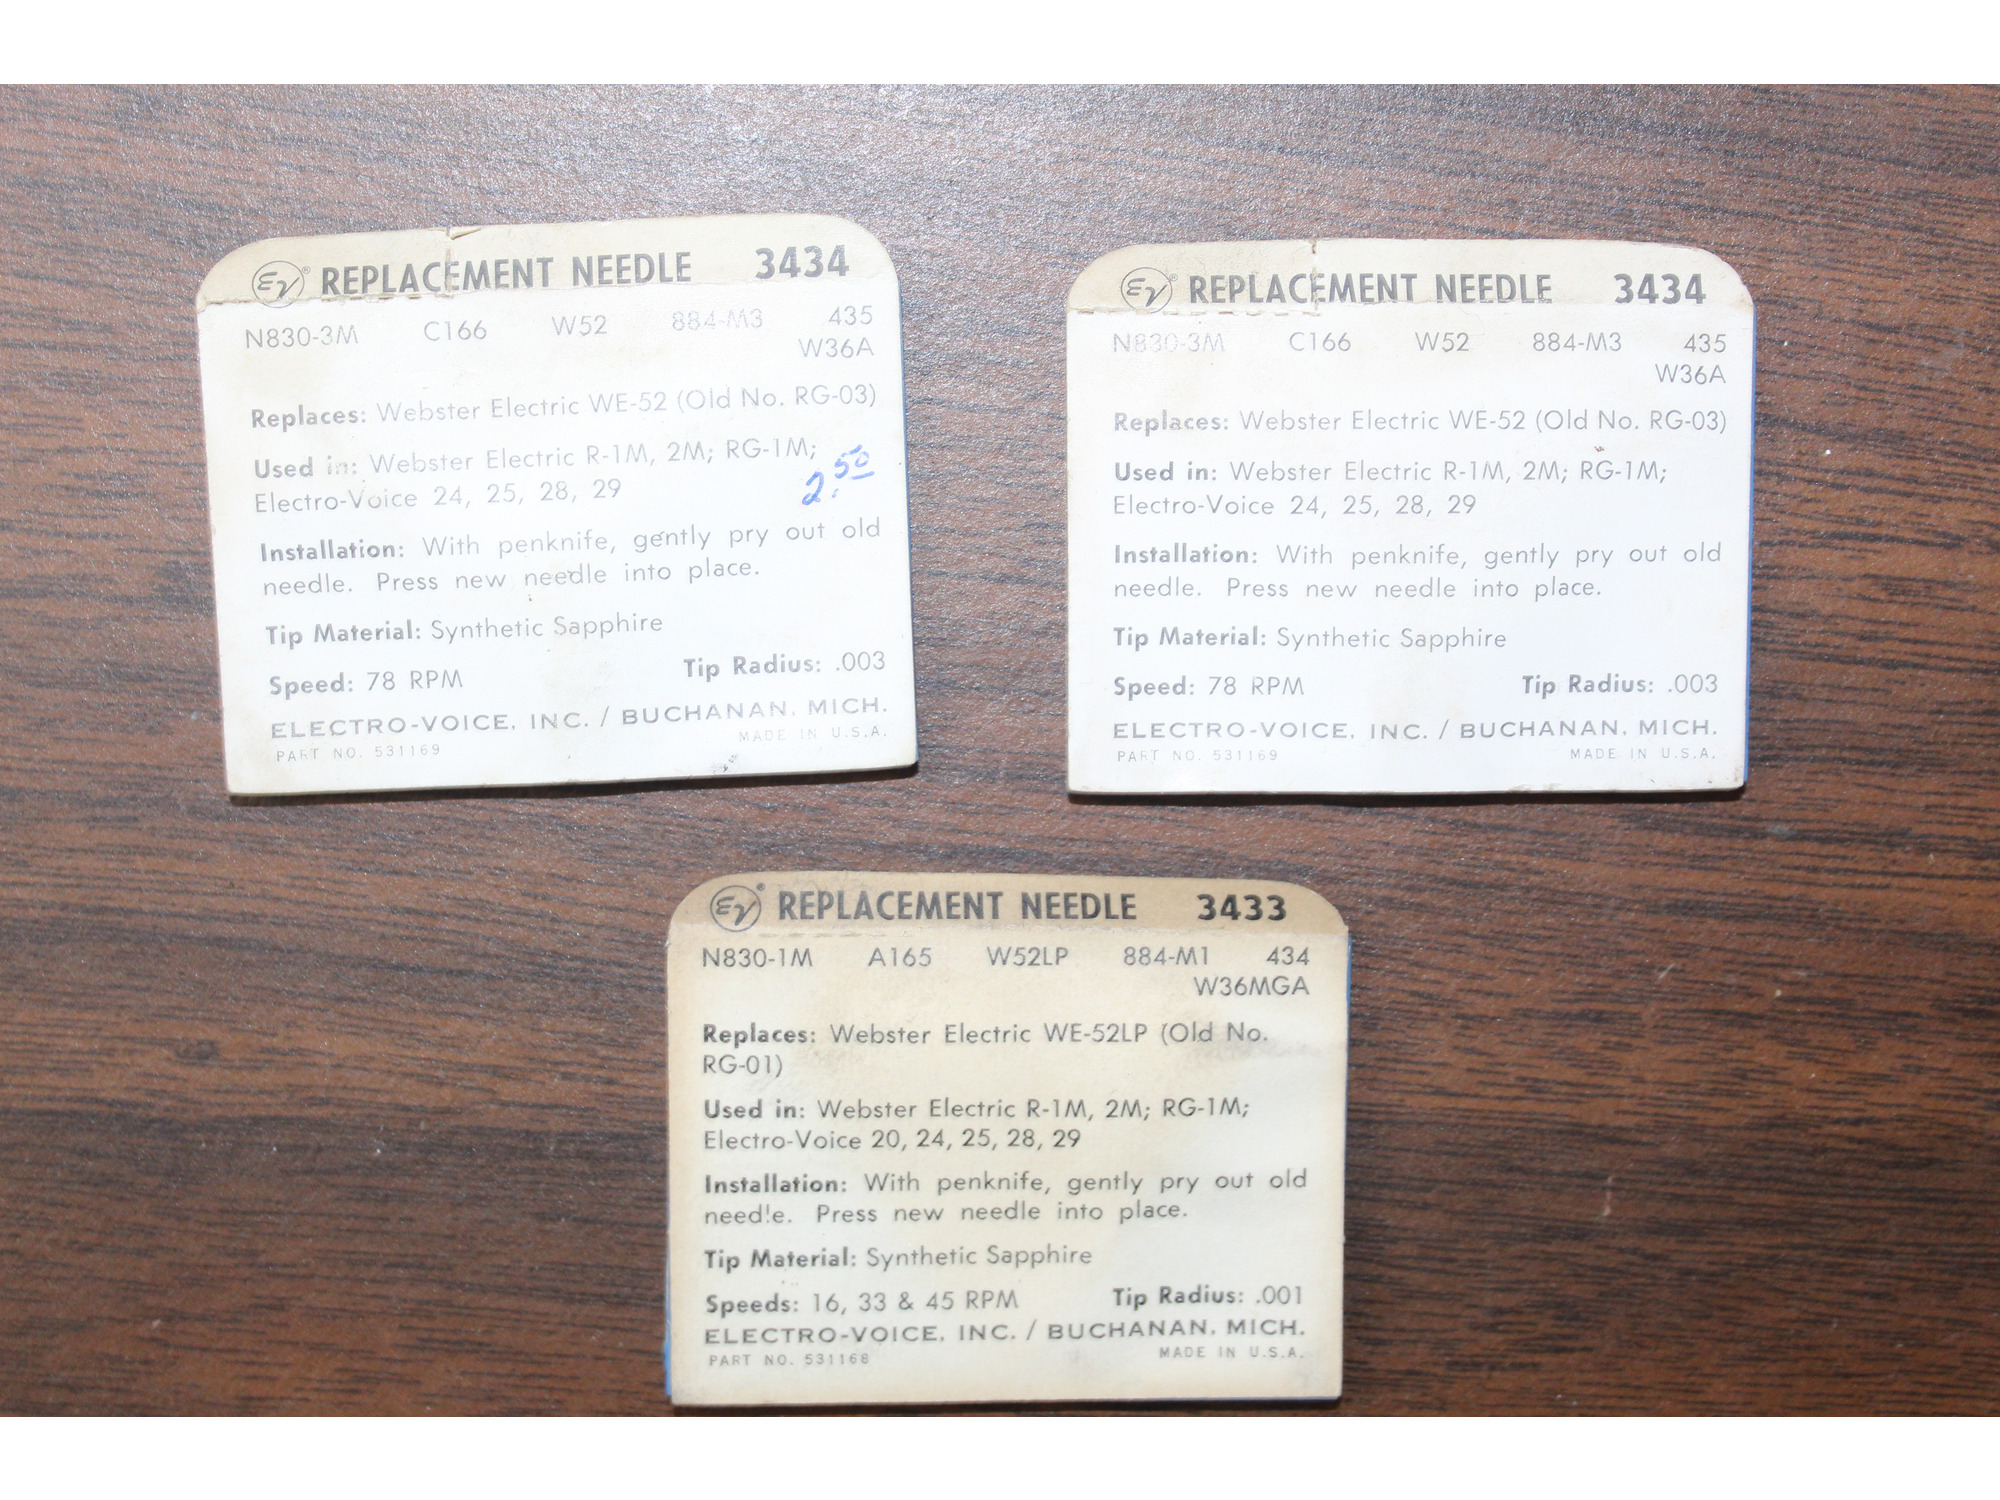 EV® REPLACEMENT NEEDLE 3434
N830-3M C166 W52 884-M3 435
W36A
Replaces: Webster Electric WE-52 (Old No. RG-03)
Used in: Webster Electric R-1M, 2M; RG-1M;
Electro-Voice 24, 25, 28, 29
2.50
Installation: With penknife, gently pry out old
needle. Press new needle into place.
Tip Material: Synthetic Sapphire
Speed: 78 RPM Tip Radius: .003
ELECTRO-VOICE, INC. / BUCHANAN, MICH.
PART NO. 531169 MADE IN U.S.A.
EV® REPLACEMENT NEEDLE 3434
N830-3M C166 W52 884-M3 435
W36A
Replaces: Webster Electric WE-52 (Old No. RG-03)
Used in: Webster Electric R-1M, 2M; RG-1M;
Electro-Voice 24, 25, 28, 29
Installation: With penknife, gently pry out old
needle. Press new needle into place.
Tip Material: Synthetic Sapphire
Speed: 78 RPM Tip Radius: .003
ELECTRO-VOICE, INC. / BUCHANAN, MICH.
PART NO. 531169 MADE IN U.S.A.
EV® REPLACEMENT NEEDLE 3433
N830-1M A165 W52LP 884-M1 434
W36MGA
Replaces: Webster Electric WE-52LP (Old No.
RG-01)
Used in: Webster Electric R-1M, 2M; RG-1M;
Electro-Voice 20, 24, 25, 28, 29
Installation: With penknife, gently pry out old
needle. Press new needle into place.
Tip Material: Synthetic Sapphire
Speeds: 16, 33 & 45 RPM Tip Radius: .001
ELECTRO-VOICE, INC. / BUCHANAN, MICH.
PART NO. 531168 MADE IN U.S.A.